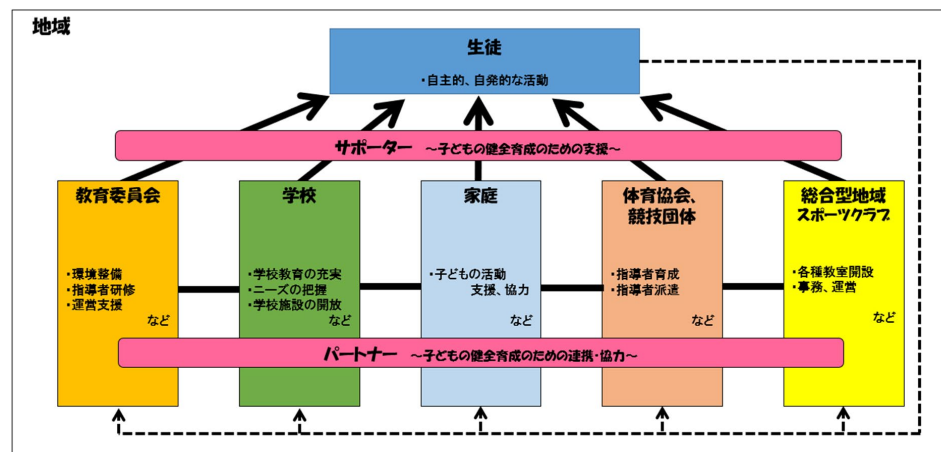 地域
生徒
・自主的、自発的な活動
サポーター ～子どもの健全育成のための支援～
教育委員会
・環境整備
・指導者研修
・運営支援
など
学校
・学校教育の充実
・ニーズの把握
・学校施設の開放
など
家庭
・子どもの活動
支援、協力
など
体育協会、
競技団体
・指導者育成
・指導者派遣
など
総合型地域
スポーツクラブ
・各種教室開設
・事務、運営
など
パートナー ～子どもの健全育成のための連携・協力～